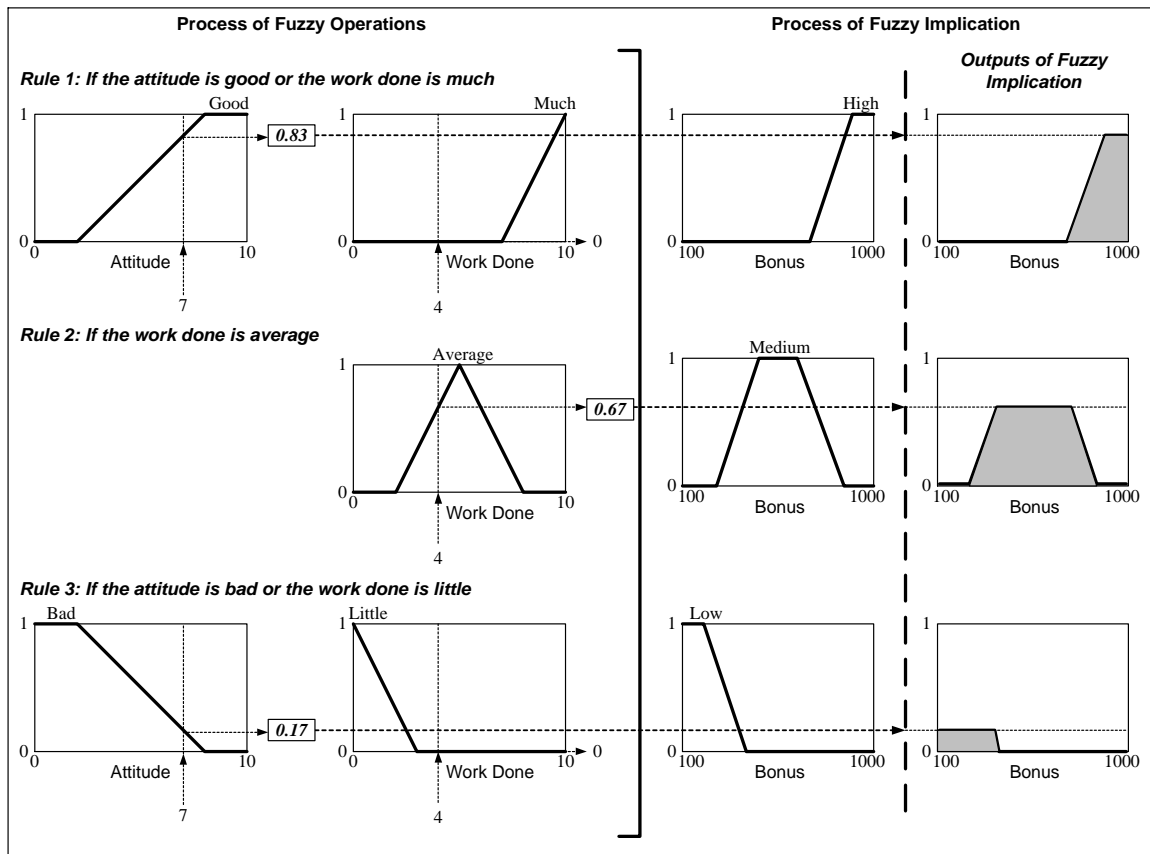 Process of Fuzzy Operations
Process of Fuzzy Implication
Outputs of Fuzzy
Implication
Rule 1: If the attitude is good or the work done is much
1
Good
0.83
0
0
Attitude
10
7
1
Much
0
0
Work Done
10
0
4
1
High
0
100
Bonus
1000
1
0
100
Bonus
1000
Rule 2: If the work done is average
1
Average
0.67
0
0
Work Done
10
4
1
Medium
0
100
Bonus
1000
1
0
100
Bonus
1000
Rule 3: If the attitude is bad or the work done is little
1
Bad
0.17
0
0
Attitude
10
7
1
Little
0
0
Work Done
10
0
4
1
Low
0
100
Bonus
1000
1
0
100
Bonus
1000